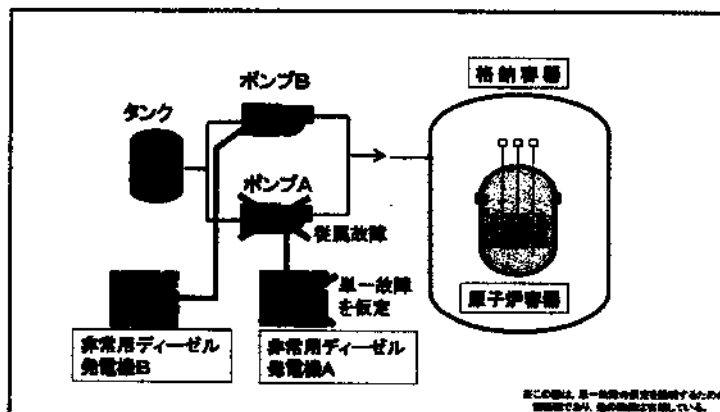 ポンプB
格納容器
タンク
ポンプA
従属故障
単一故障
を仮定
原子炉容器
非常用ディーゼル
発電機B
非常用ディーゼル
発電機A